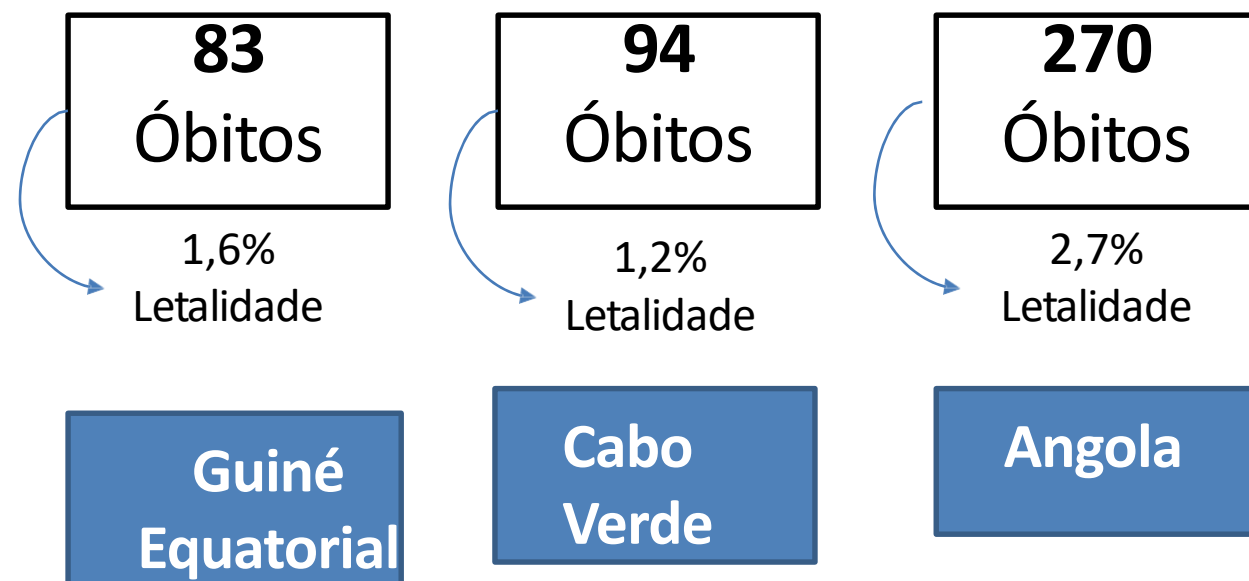 83
Óbitos
1,6%
Letalidade
Guiné
Equatorial
94
Óbitos
1,2%
Letalidade
Cabo
Verde
270
Óbitos
2,7%
Letalidade
Angola